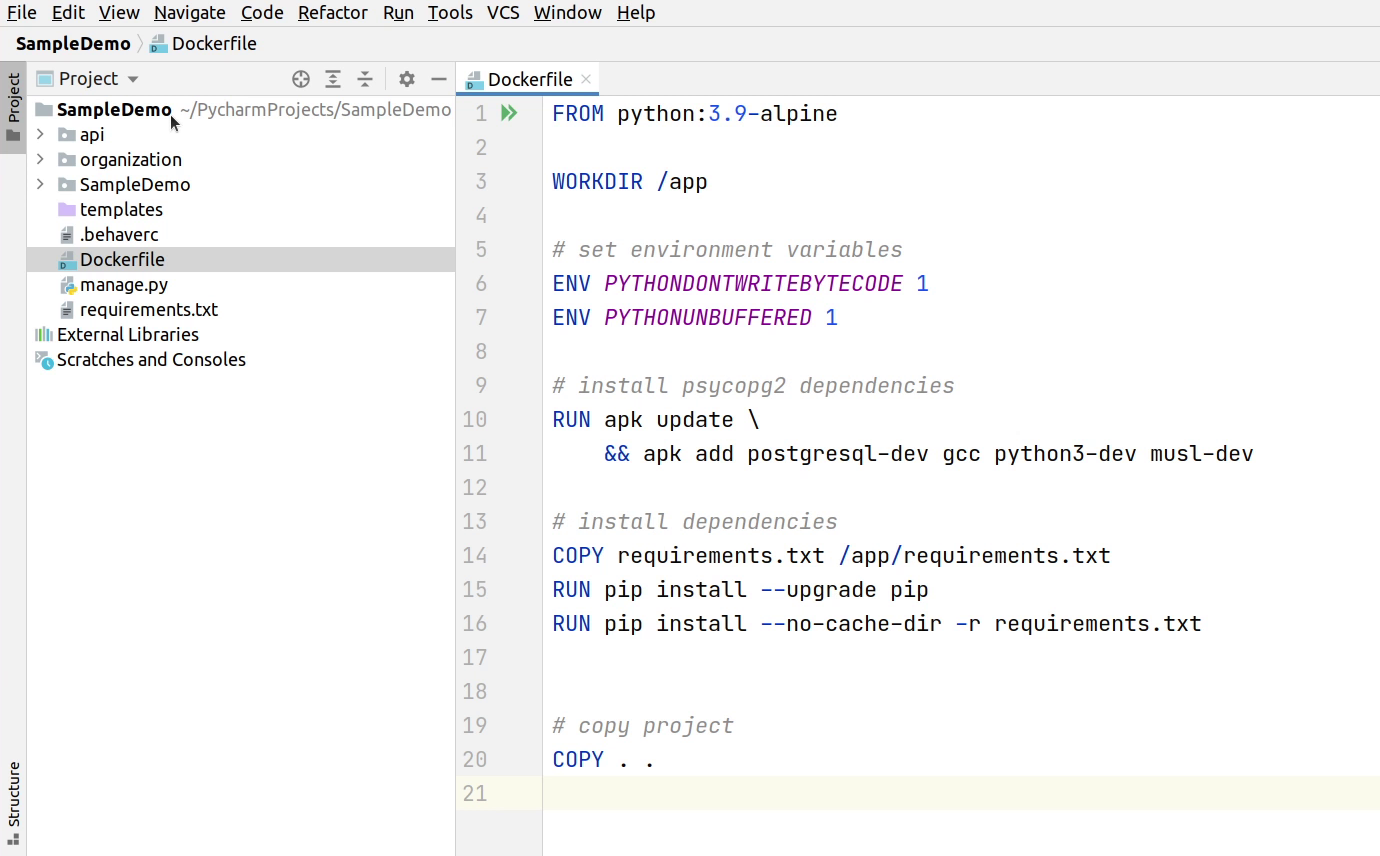 File Edit View Navigate Code Refactor Run Tools VCS Window Help
SampleDemo Dockerfile
Project
Project
Structure
SampleDemo ~/PycharmProjects/SampleDemo
api
organization
SampleDemo
templates
.behaverc
Dockerfile
manage.py
requirements.txt
External Libraries
Scratches and Consoles
Dockerfile
1 FROM python:3.9-alpine
2
3 WORKDIR /app
4
5 # set environment variables
6 ENV PYTHONDONTWRITEBYTECODE 1
7 ENV PYTHONUNBUFFERED 1
8
9 # install psycopg2 dependencies
10 RUN apk update \
11     && apk add postgresql-dev gcc python3-dev musl-dev
12
13 # install dependencies
14 COPY requirements.txt /app/requirements.txt
15 RUN pip install --upgrade pip
16 RUN pip install --no-cache-dir -r requirements.txt
17
18
19 # copy project
20 COPY . .
21